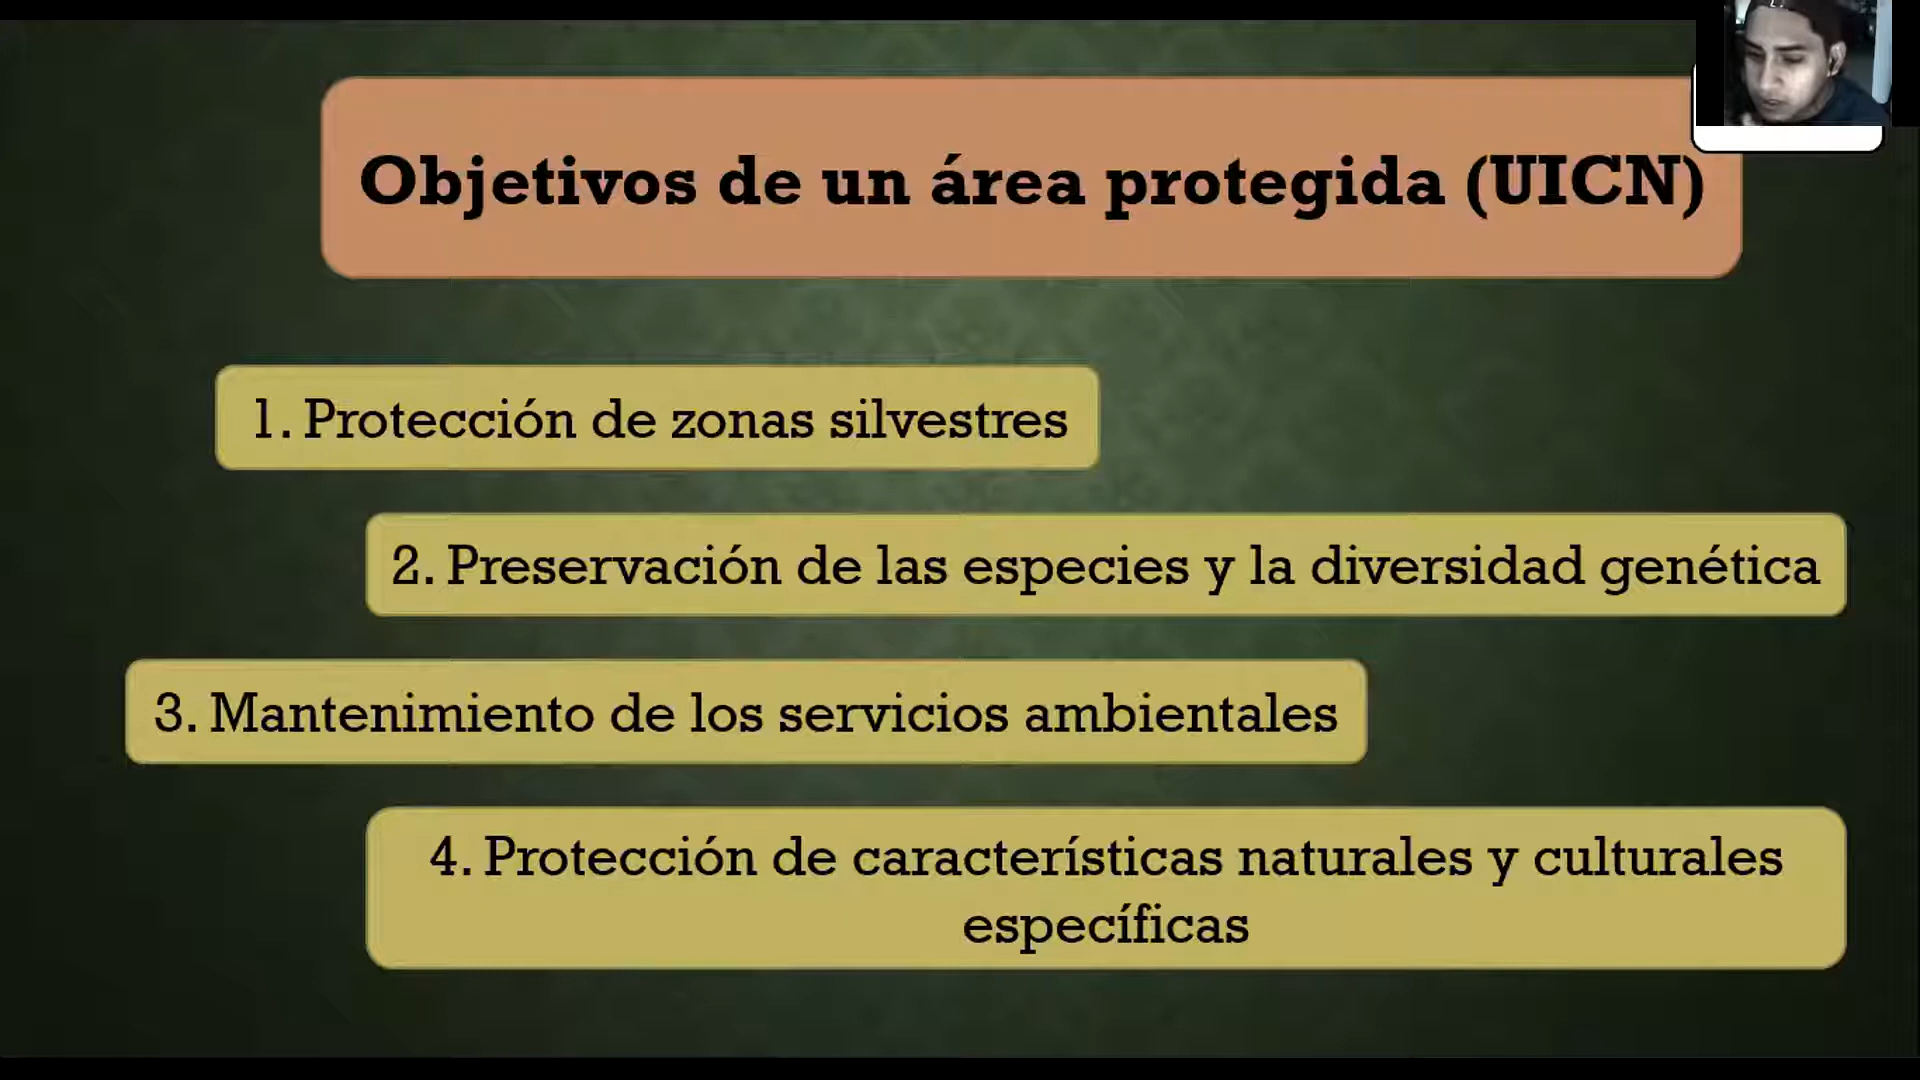 Objetivos de un área protegida (UICN)
1. Protección de zonas silvestres
2. Preservación de las especies y la diversidad genética
3. Mantenimiento de los servicios ambientales
4. Protección de características naturales y culturales
específicas